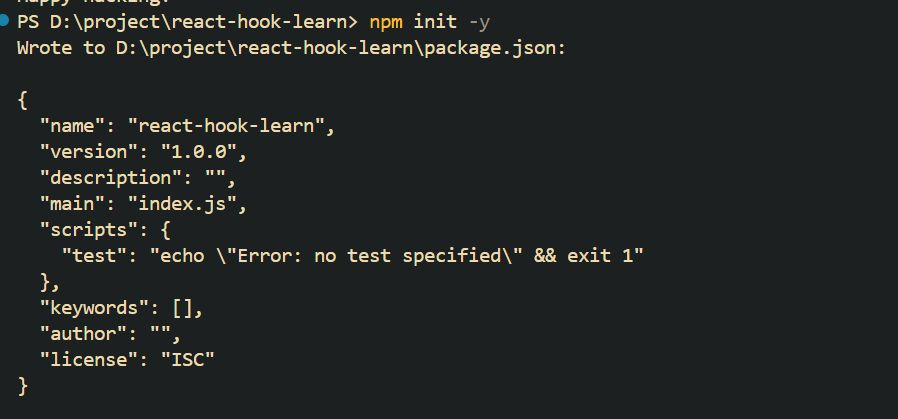 Happy hacking!
PS D:\project\react-hook-learn> npm init -y
Wrote to D:\project\react-hook-learn\package.json:

{
  "name": "react-hook-learn",
  "version": "1.0.0",
  "description": "",
  "main": "index.js",
  "scripts": {
    "test": "echo \"Error: no test specified\" && exit 1"
  },
  "keywords": [],
  "author": "",
  "license": "ISC"
}